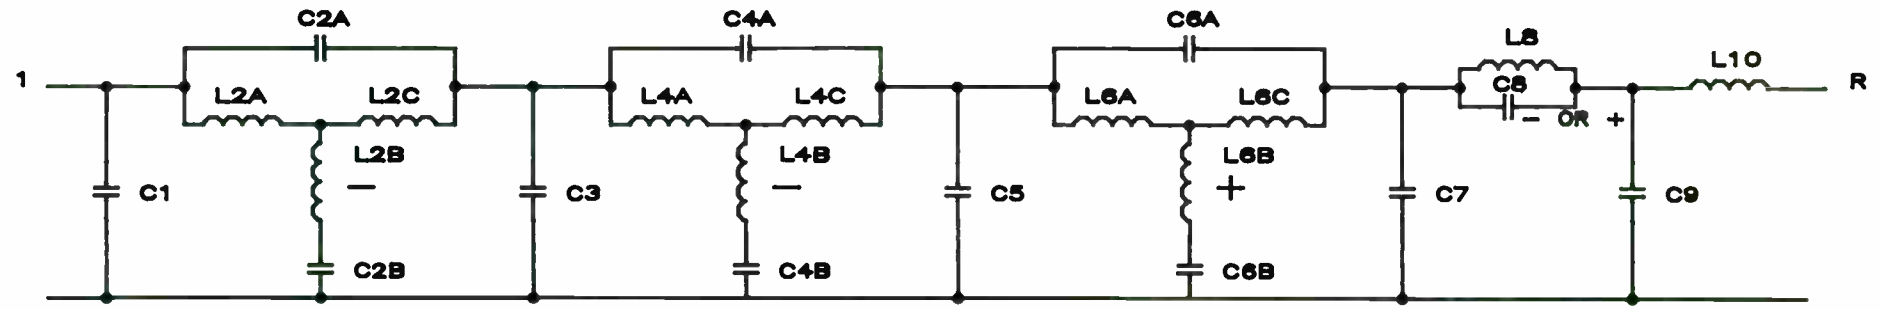 C2A
C4A
C6A
L8
L10
1
R
L2A
L2C
L4A
L4C
L6A
L6C
C8
- OR +
L2B
L4B
L6B
-
-
+
C1
C3
C5
C7
C9
C2B
C4B
C6B